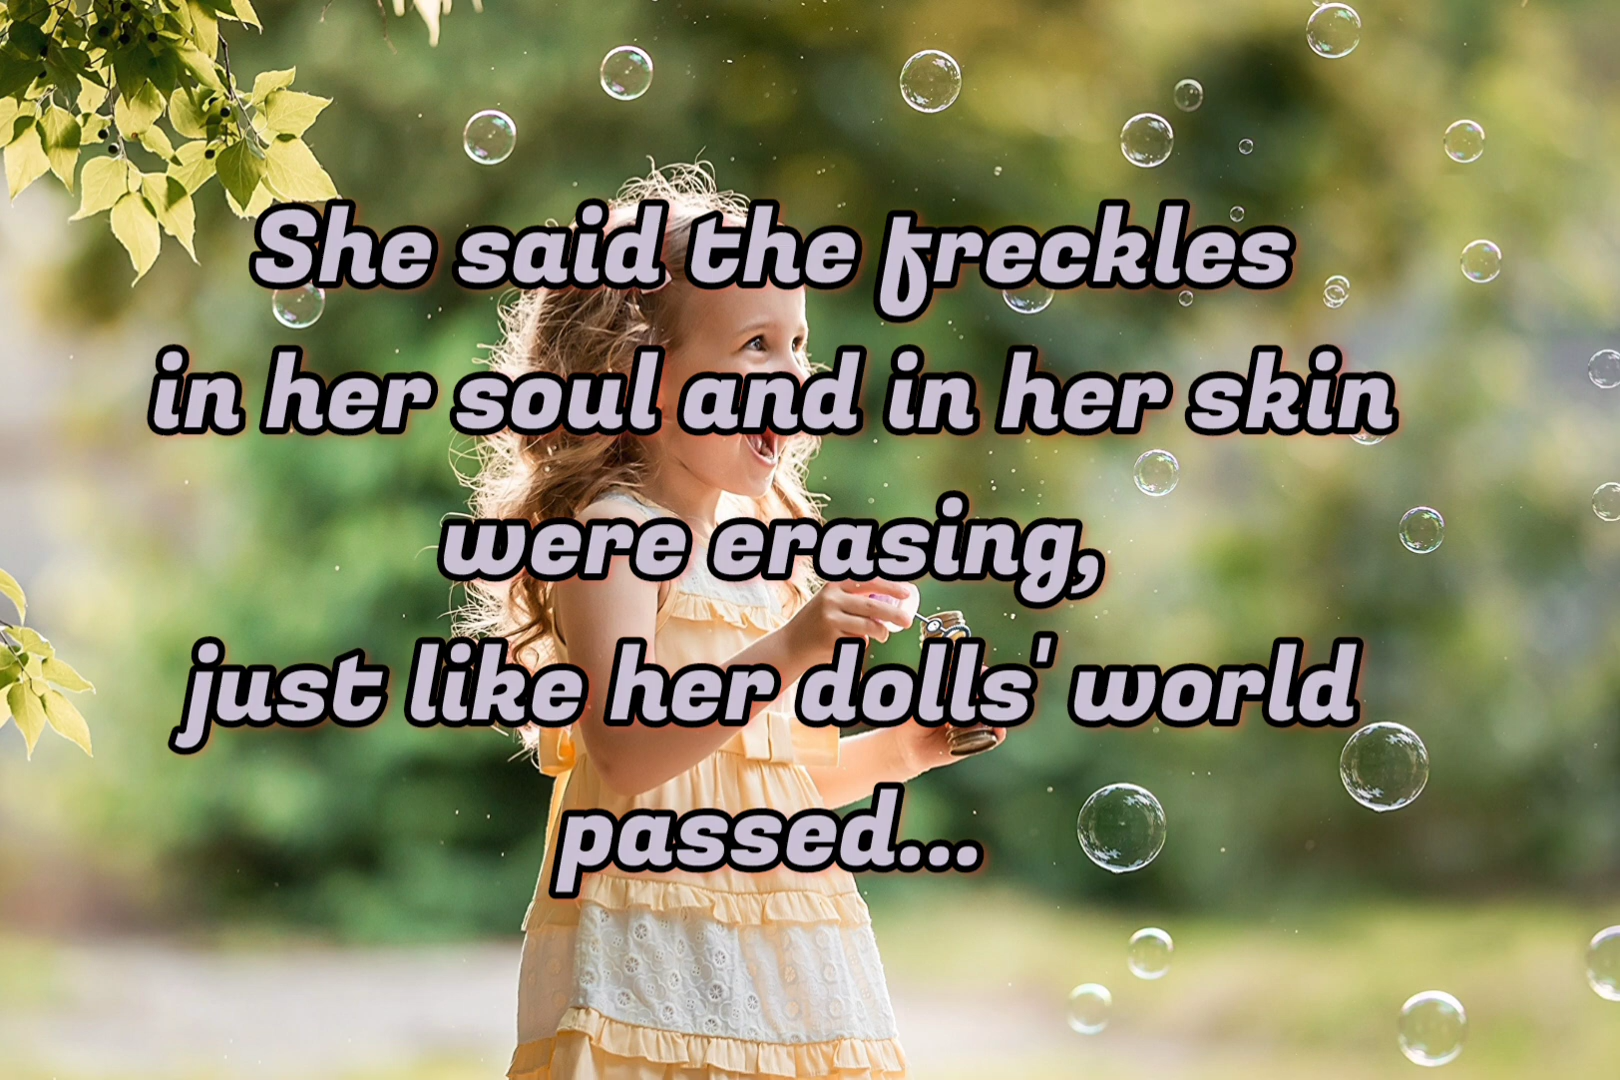 She said the freckles
in her soul and in her skin
were erasing,
just like her dolls' world
passed...